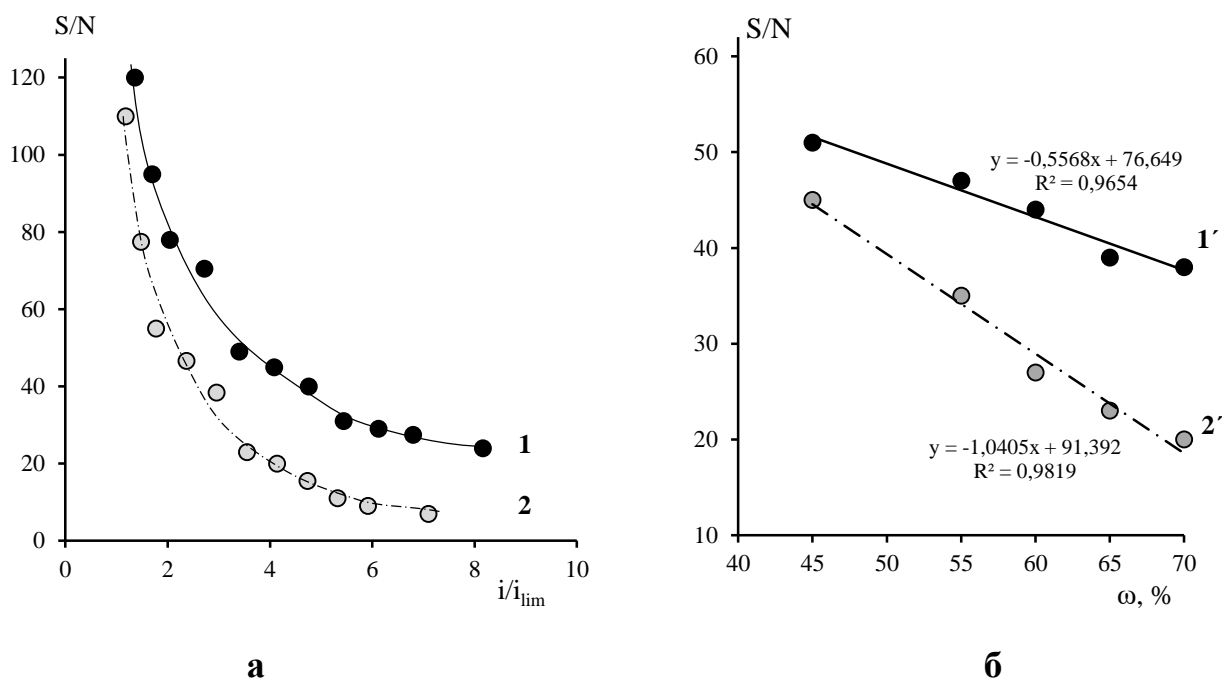 S/N
120
100
80
60
40
20
0
0 2 4 6 8 10
i/i_lim
1
2
а
S/N
60
50
40
30
20
10
40 45 50 55 60 65 70
ω, %
y = -0,5568x + 76,649
R² = 0,9654
1´
y = -1,0405x + 91,392
R² = 0,9819
2´
б